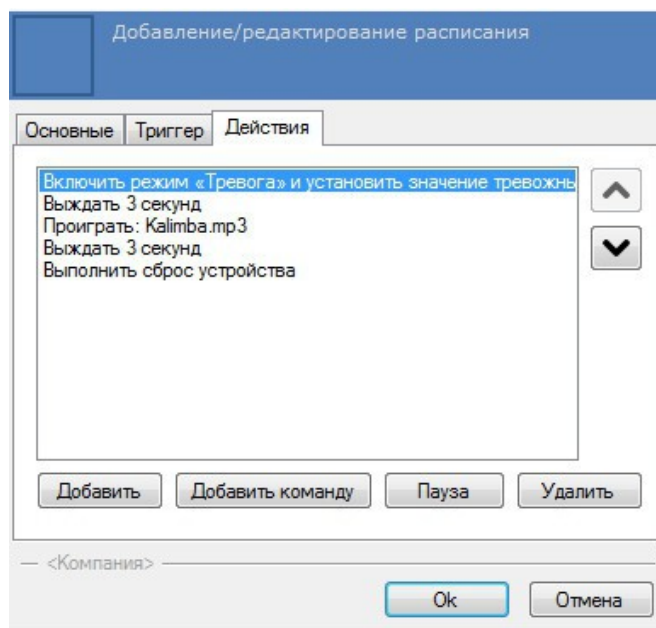 Добавление/редактирование расписания
Основные Триггер Действия
Включить режим «Тревога» и установить значение
Выждать 3 секунд
Проиграть: Kalimba.mp3
Выждать 3 секунд
Выполнить сброс устройства
Добавить Добавить команду Пауза Удалить
<Компания>
Ok Отмена